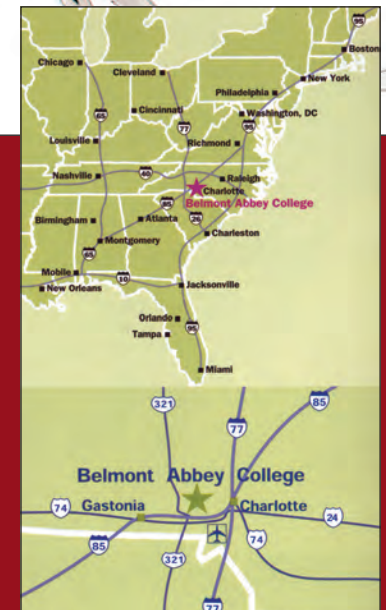 95
Boston
Chicago
Cleveland
New York
Philadelphia
Cincinnati
65
77
Washington, DC
95
Louisville
Richmond
Nashville
40
Raleigh
Charlotte
85
Belmont Abbey College
Birmingham
Atlanta
26
Charleston
Montgomery
65
Mobile
10
Jacksonville
New Orleans
Orlando
95
Tampa
Miami
321
77
85
Belmont Abbey College
74
Gastonia
Charlotte
24
85
74
321
77